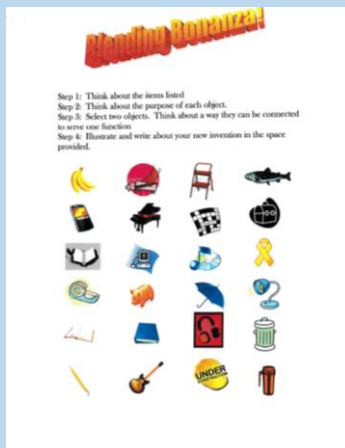 Blending Bonanza!
Step 1: Think about the items listed
Step 2: Think about the purpose of each object.
Step 3: Select two objects. Think about a way they can be connected
to serve one function
Step 4: Illustrate and write about your new invention in the space
provided.
UNDER